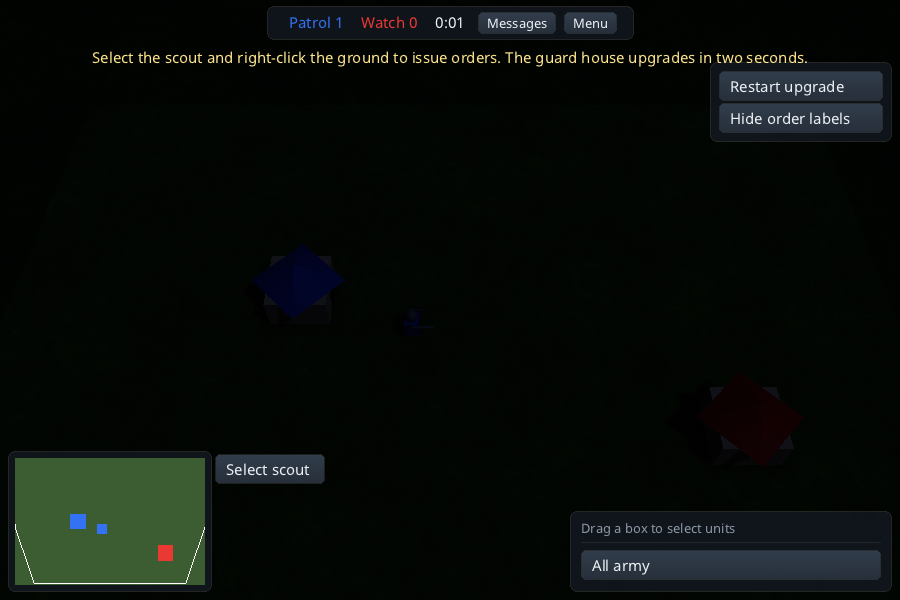 Patrol 1 Watch 0 0:01 Messages Menu
Select the scout and right-click the ground to issue orders. The guard house upgrades in two seconds.
Restart upgrade
Hide order labels
Select scout
Drag a box to select units
All army